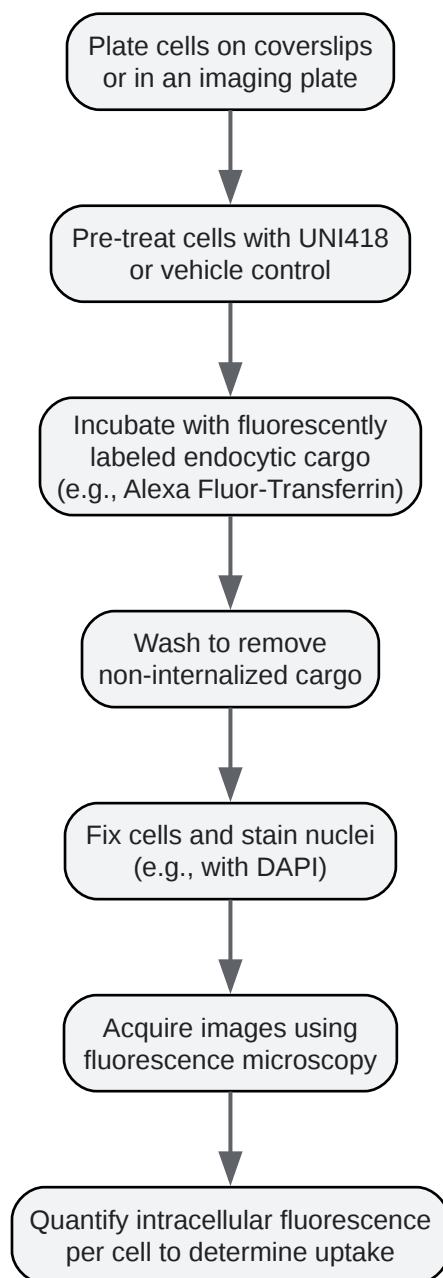 Plate cells on coverslips
or in an imaging plate
Pre-treat cells with UNI418
or vehicle control
Incubate with fluorescently
labeled endocytic cargo
(e.g., Alexa Fluor-Transferrin)
Wash to remove
non-internalized cargo
Fix cells and stain nuclei
(e.g., with DAPI)
Acquire images using
fluorescence microscopy
Quantify intracellular fluorescence
per cell to determine uptake